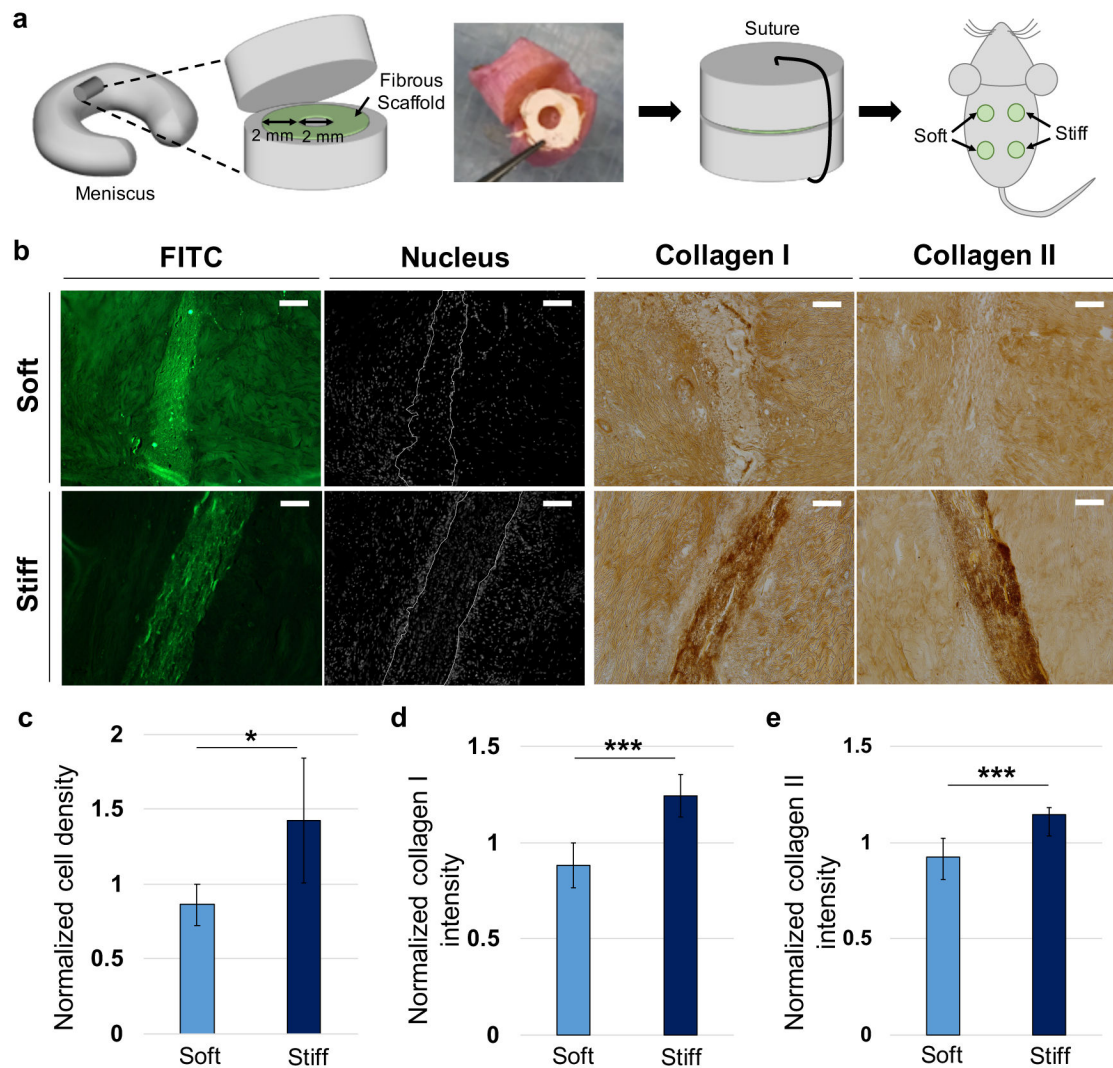 a
Suture
Fibrous
Scaffold
2 mm
2 mm
Meniscus
Soft
Stiff
b
FITC
Nucleus
Collagen I
Collagen II
Soft
Stiff
c
Normalized cell density
2
1.5
1
0.5
0
*
Soft
Stiff
d
Normalized collagen I
intensity
1.5
1
0.5
0
***
Soft
Stiff
e
Normalized collagen II
intensity
1.5
1
0.5
0
***
Soft
Stiff